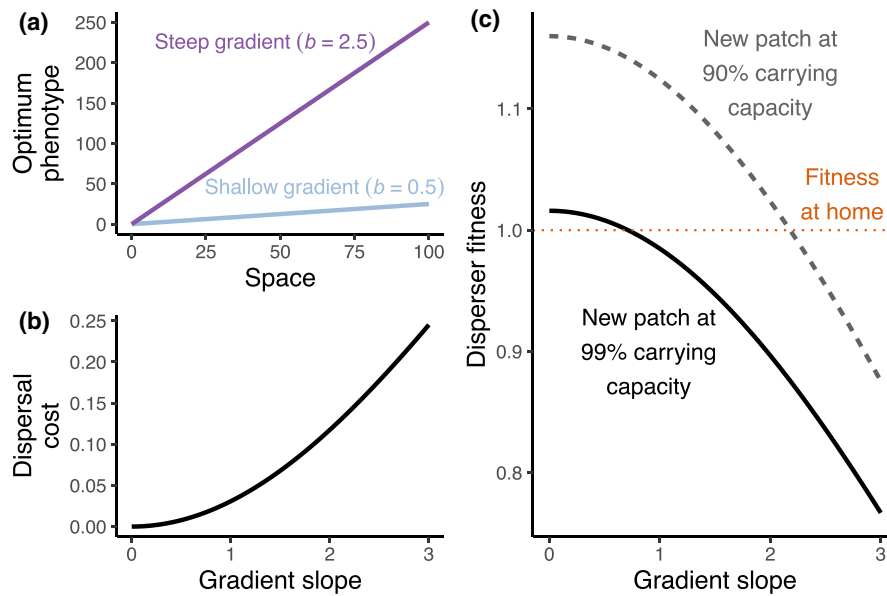 (a)
Steep gradient (b = 2.5)
Shallow gradient (b = 0.5)
Optimum
phenotype
250
200
150
100
50
0
0 25 50 75 100
Space
(b)
Dispersal
cost
0.25
0.20
0.15
0.10
0.05
0.00
0 1 2 3
Gradient slope
(c)
New patch at
90% carrying
capacity
Fitness
at home
New patch at
99% carrying
capacity
Disperser fitness
1.1
1.0
0.9
0.8
0 1 2 3
Gradient slope